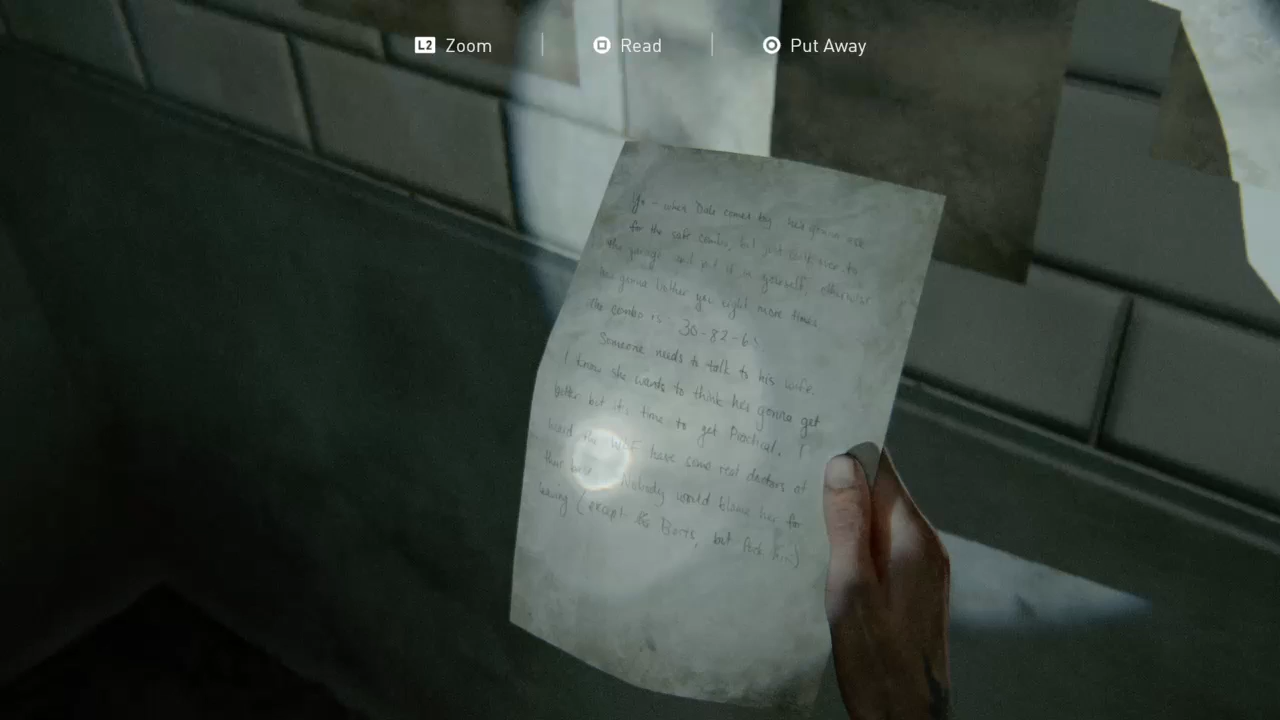 L2 Zoom | Read | Put Away
Yo - when Dale comes by he's gonna ask
for the safe combo, but just walk over to
the garage and put it in yourself, otherwise
he's gonna bother you eight more times.
The combo is: 30-82-6
Someone needs to talk to his wife.
I know she wants to think he's gonna get
better but it's time to get Practical. I
heard the WLF have some real doctors at
their base. Nobody would blame her for
leaving (except Boris, but fuck him)